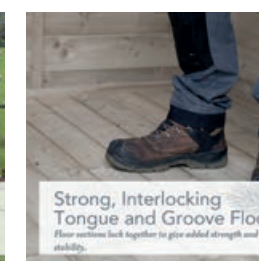 Strong, Interlocking
Tongue and Groove Floo
Floor sections lock together to give added strength and
stability.